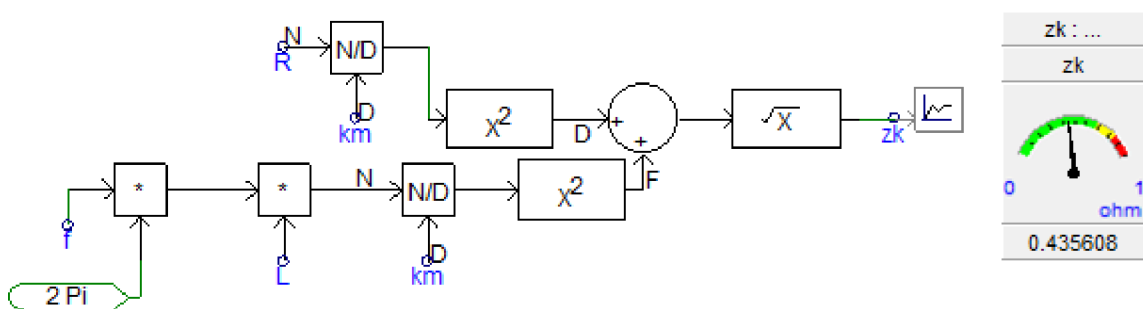 N
R
N/D
D
km
X²
D
+
+
√X
zk
F
f
*
2 Pi
*
L
N
N/D
D
km
X²
zk : ...
zk
0
1
ohm
0.435608